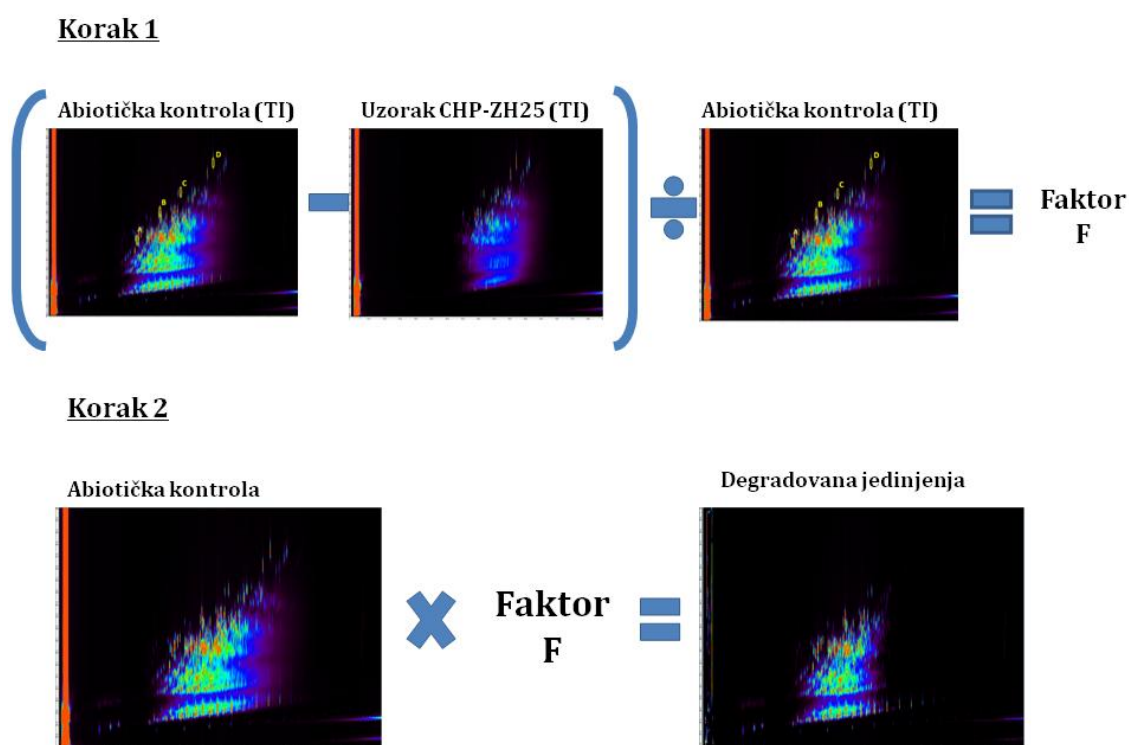 Korak 1
Abiotička kontrola (TI)
Uzorak CHP-ZH25 (TI)
Abiotička kontrola (TI)
D
C
B
D
C
B
Faktor
F
Korak 2
Abiotička kontrola
Degradovana jedinjenja
Faktor
F